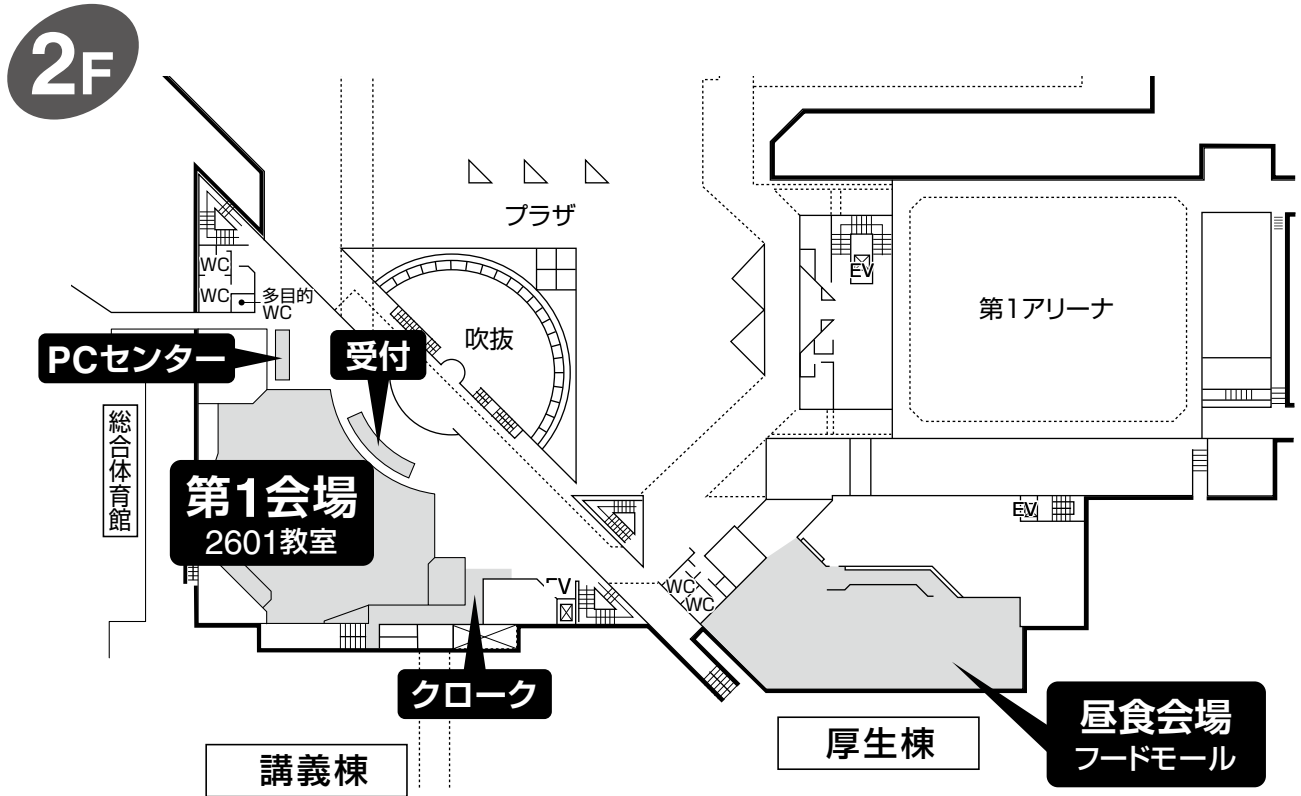 2F
プラザ
WC
WC
多目的
WC
EV
第1アリーナ
吹抜
PCセンター
受付
総合体育館
第1会場
2601教室
EV
EV
WC
WC
クローク
昼食会場
フードモール
厚生棟
講義棟